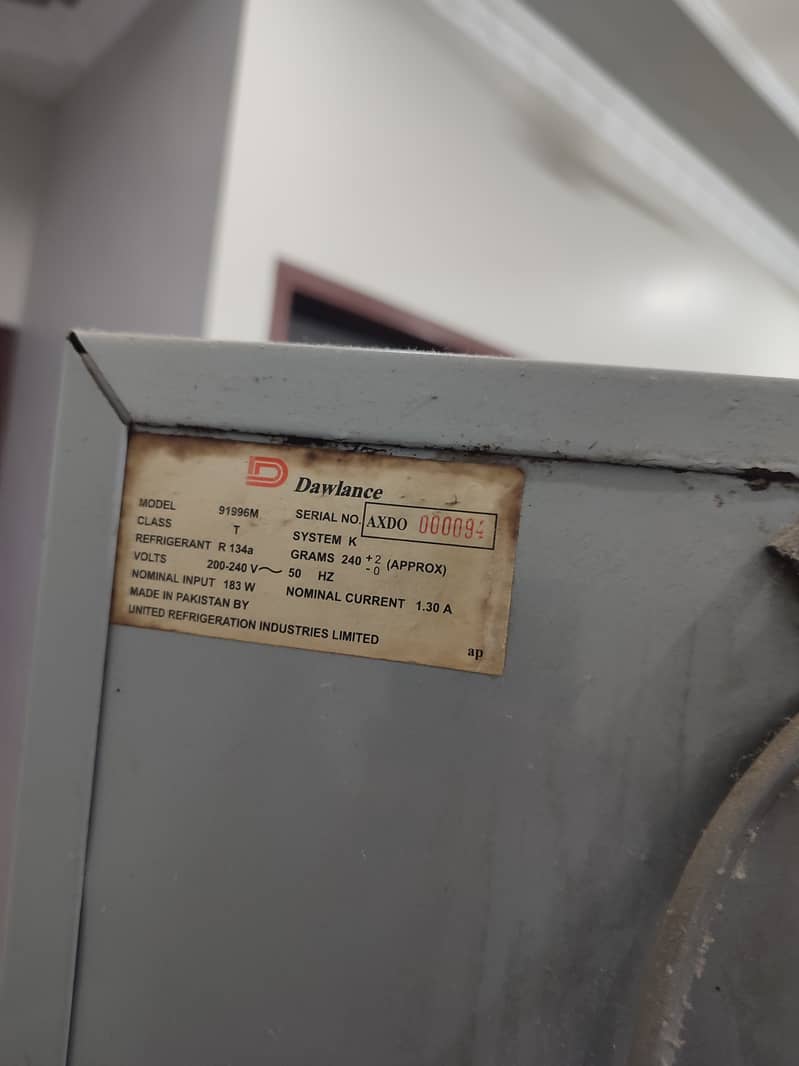 Dawlance
MODEL 91996M SERIAL NO. AXDO 000094
CLASS T SYSTEM K
REFRIGERANT R 134a GRAMS 240 +2 -0 (APPROX)
VOLTS 200-240 V~ 50 HZ
NOMINAL INPUT 183 W NOMINAL CURRENT 1.30 A
MADE IN PAKISTAN BY
UNITED REFRIGERATION INDUSTRIES LIMITED
ap